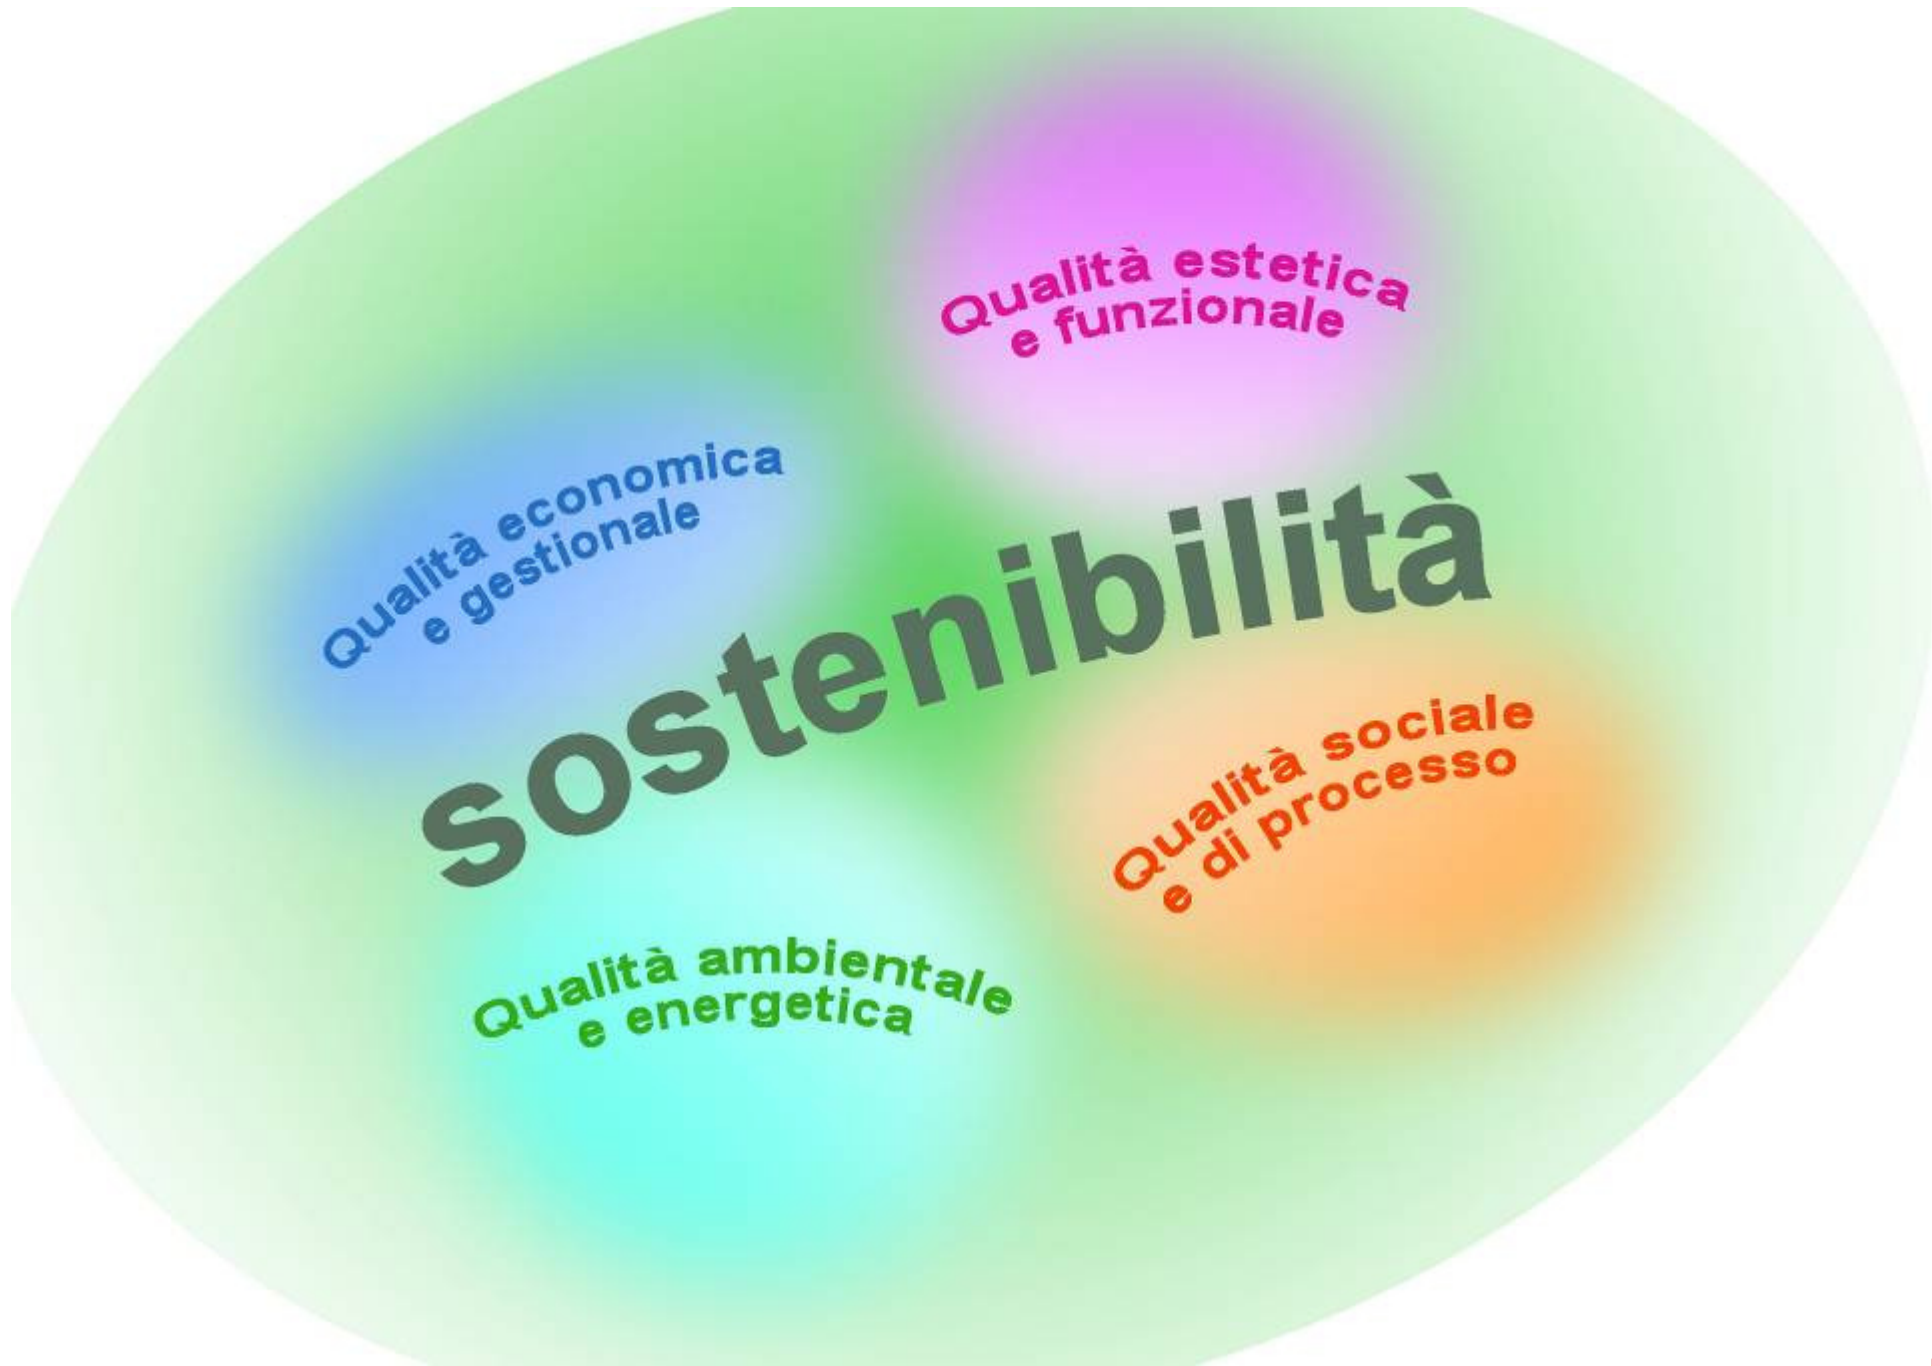 Qualità estetica
e funzionale
Qualità economica
e gestionale
sostenibilità
Qualità sociale
e di processo
Qualità ambientale
e energetica